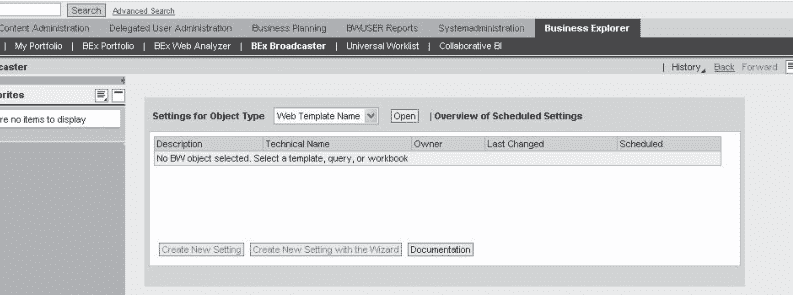 Search Advanced Search
Content Administration Delegated User Administration Business Planning BWUSER Reports Systemadministration Business Explorer
| My Portfolio | BEx Portfolio | BEx Web Analyzer | BEx Broadcaster | Universal Worklist | Collaborative BI
caster | History Back Forward
rites
re no items to display
Settings for Object Type Web Template Name Open | Overview of Scheduled Settings
Description Technical Name Owner Last Changed Scheduled
No BW object selected. Select a template, query, or workbook
Create New Setting Create New Setting with the Wizard Documentation